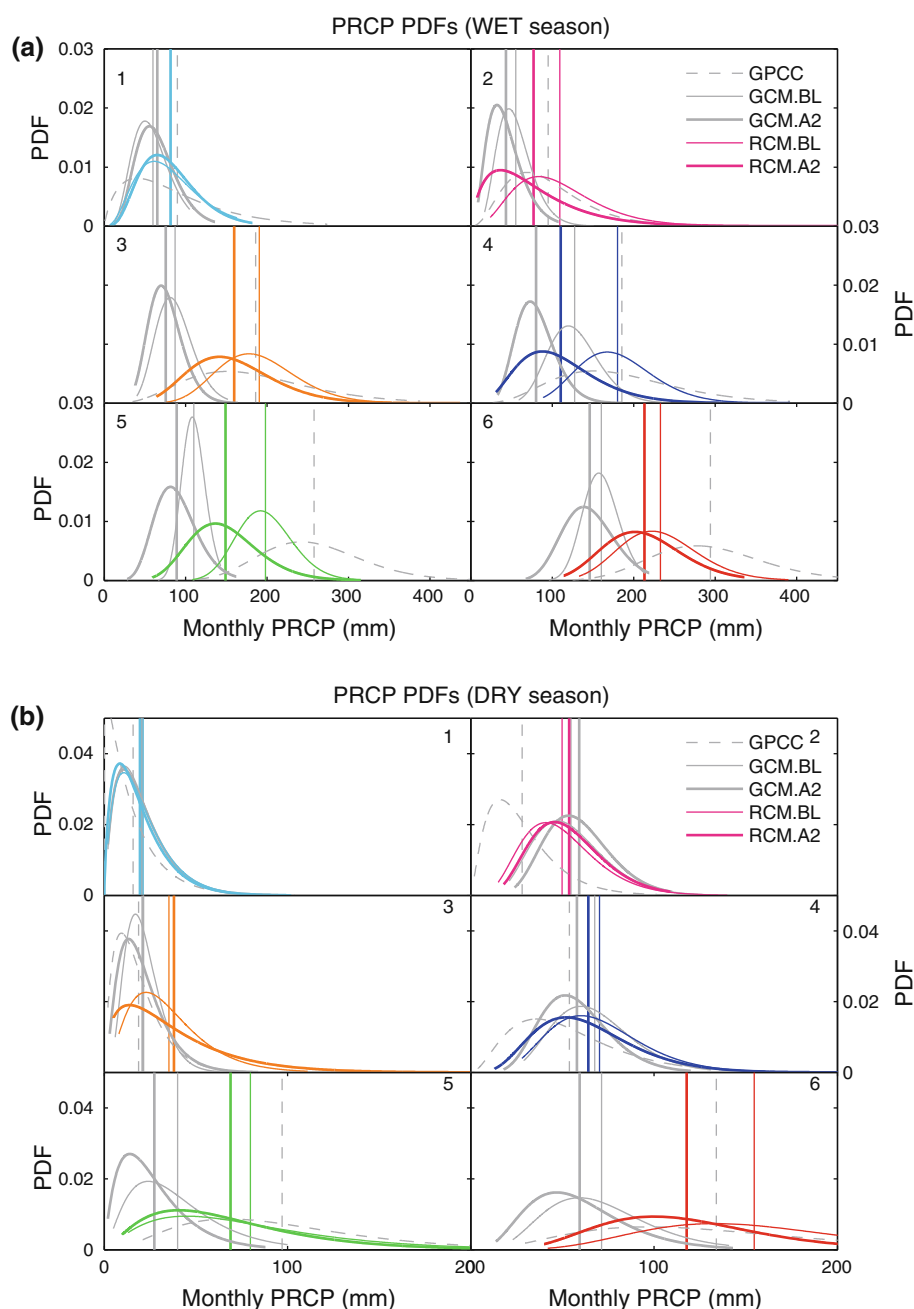 PRCP PDFs (WET season)
(a)
0.03
1
2
GPCC
GCM.BL
GCM.A2
RCM.BL
RCM.A2
0.02
PDF
0.01
0
0.03
3
4
0.02
PDF
0.01
0.03
0
5
6
0.02
PDF
0.01
0
100
200
300
400
0
100
200
300
400
Monthly PRCP (mm)
Monthly PRCP (mm)
PRCP PDFs (DRY season)
(b)
1
2
GPCC
GCM.BL
GCM.A2
RCM.BL
RCM.A2
0.04
PDF
0.02
0
3
4
0.04
PDF
0.02
0
5
6
0.04
PDF
0.02
0
0
100
20
0
100
200
Monthly PRCP (mm)
Monthly PRCP (mm)